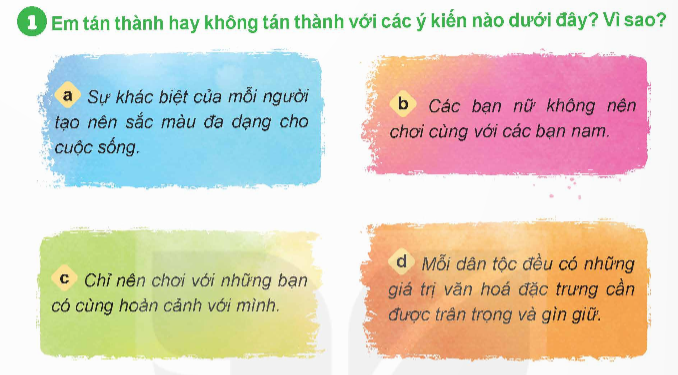 1 Em tán thành hay không tán thành với các ý kiến nào dưới đây? Vì sao?
a Sự khác biệt của mỗi người
tạo nên sắc màu đa dạng cho
cuộc sống.
b Các bạn nữ không nên
chơi cùng với các bạn nam.
c Chỉ nên chơi với những bạn
có cùng hoàn cảnh với mình.
d Mỗi dân tộc đều có những
giá trị văn hoá đặc trưng cần
được trân trọng và gìn giữ.